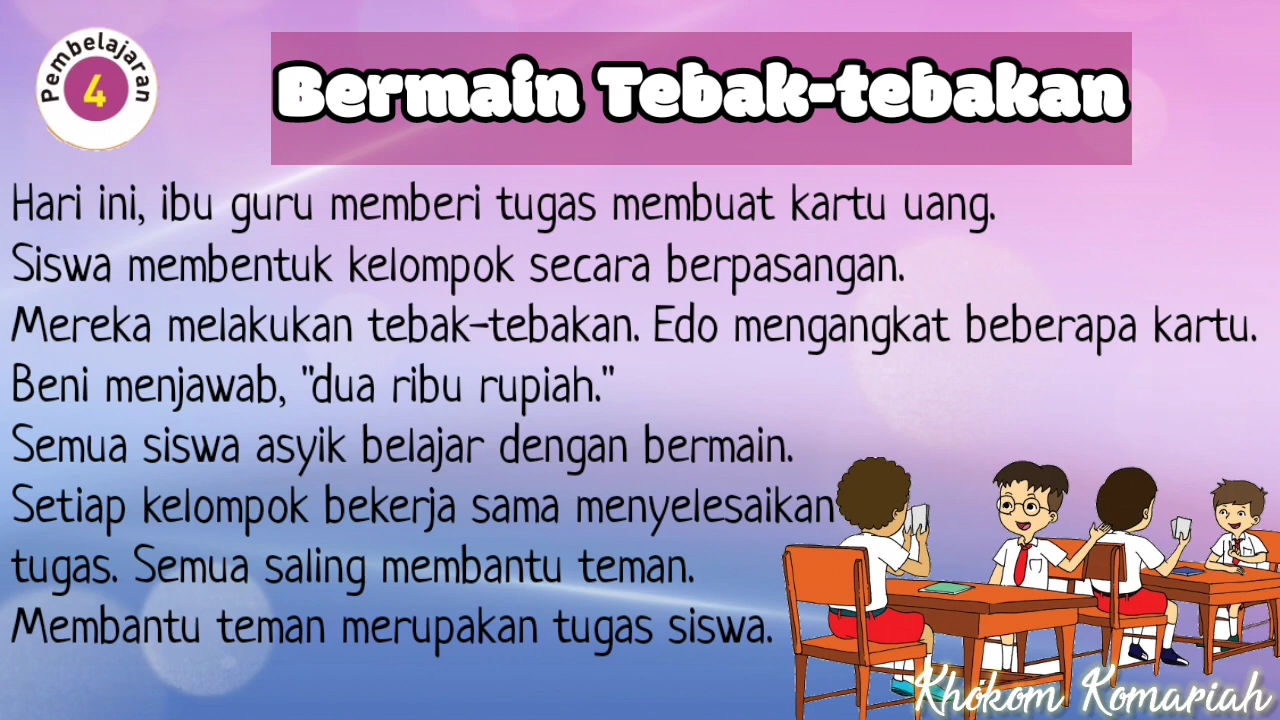 Pembelajaran
4
Bermain Tebak-tebakan
Hari ini, ibu guru memberi tugas membuat kartu uang.
Siswa membentuk kelompok secara berpasangan.
Mereka melakukan tebak-tebakan. Edo mengangkat beberapa kartu.
Beni menjawab, "dua ribu rupiah."
Semua siswa asyik belajar dengan bermain.
Setiap kelompok bekerja sama menyelesaikan
tugas. Semua saling membantu teman.
Membantu teman merupakan tugas siswa.
Khokom Komariah